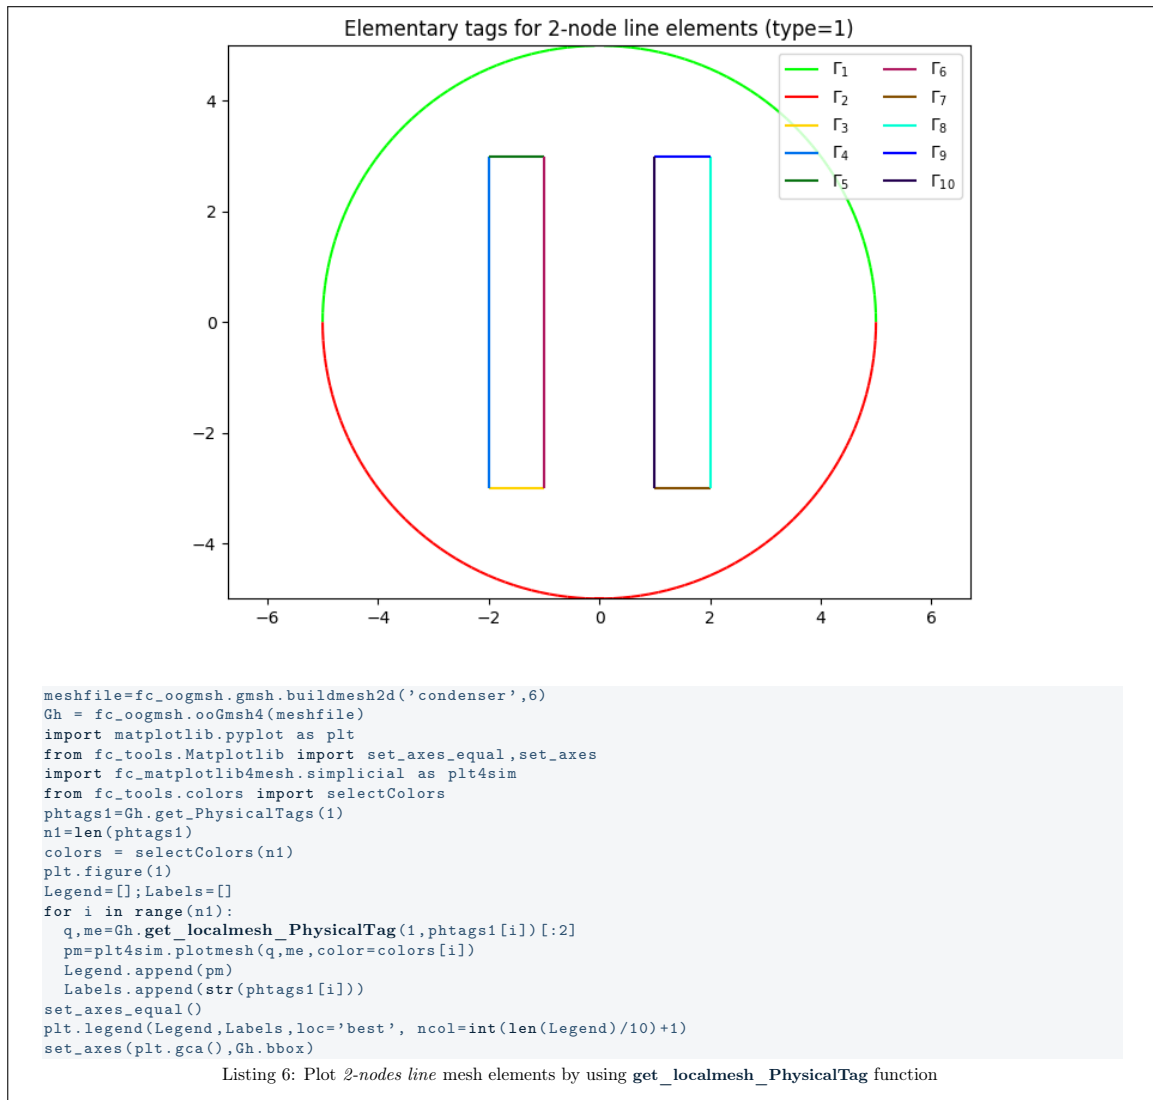 Elementary tags for 2-node line elements (type=1)
Γ1
Γ2
Γ3
Γ4
Γ5
Γ6
Γ7
Γ8
Γ9
Γ10
4
2
0
−2
−4
−6
−4
−2
0
2
4
6
meshfile=fc_oogmsh.gmsh.buildmesh2d(’condenser’,6)
Gh = fc_oogmsh.ooGmsh4(meshfile)
import matplotlib.pyplot as plt
from fc_tools.Matplotlib import set_axes_equal,set_axes
import fc_matplotlib4mesh.simplicial as plt4sim
from fc_tools.colors import selectColors
phtags1=Gh.get_PhysicalTags(1)
n1=len(phtags1)
colors = selectColors(n1)
plt.figure(1)
Legend=[];Labels=[]
for i in range(n1):
  q,me=Gh.get_localmesh_PhysicalTag(1,phtags1[i])[:2]
  pm=plt4sim.plotmesh(q,me,color=colors[i])
  Legend.append(pm)
  Labels.append(str(phtags1[i]))
set_axes_equal()
plt.legend(Legend,Labels,loc=’best’, ncol=int(len(Legend)/10)+1)
set_axes(plt.gca(),Gh.bbox)
Listing 6: Plot 2-nodes line mesh elements by using get_localmesh_PhysicalTag function